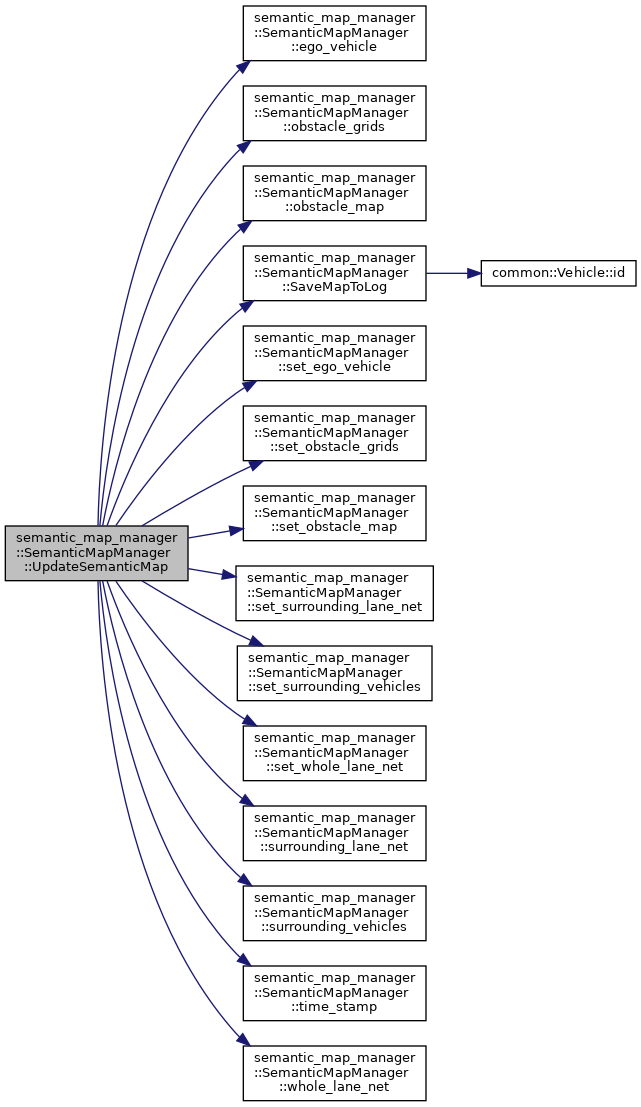 semantic_map_manager
::SemanticMapManager
::ego_vehicle
semantic_map_manager
::SemanticMapManager
::obstacle_grids
semantic_map_manager
::SemanticMapManager
::obstacle_map
semantic_map_manager
::SemanticMapManager
::SaveMapToLog
common::Vehicle::id
semantic_map_manager
::SemanticMapManager
::set_ego_vehicle
semantic_map_manager
::SemanticMapManager
::set_obstacle_grids
semantic_map_manager
::SemanticMapManager
::set_obstacle_map
semantic_map_manager
::SemanticMapManager
::UpdateSemanticMap
semantic_map_manager
::SemanticMapManager
::set_surrounding_lane_net
semantic_map_manager
::SemanticMapManager
::set_surrounding_vehicles
semantic_map_manager
::SemanticMapManager
::set_whole_lane_net
semantic_map_manager
::SemanticMapManager
::surrounding_lane_net
semantic_map_manager
::SemanticMapManager
::surrounding_vehicles
semantic_map_manager
::SemanticMapManager
::time_stamp
semantic_map_manager
::SemanticMapManager
::whole_lane_net